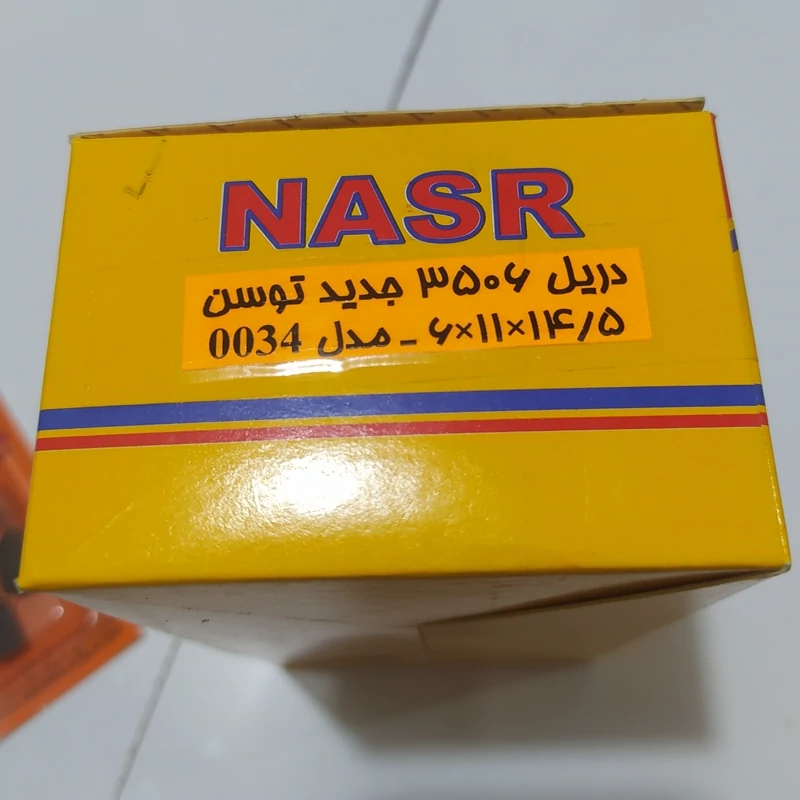 NASR
دریل ۳۵۰۶ جدید توسن
۶×۱۱×۱۴/۵ ـ مدل 0034